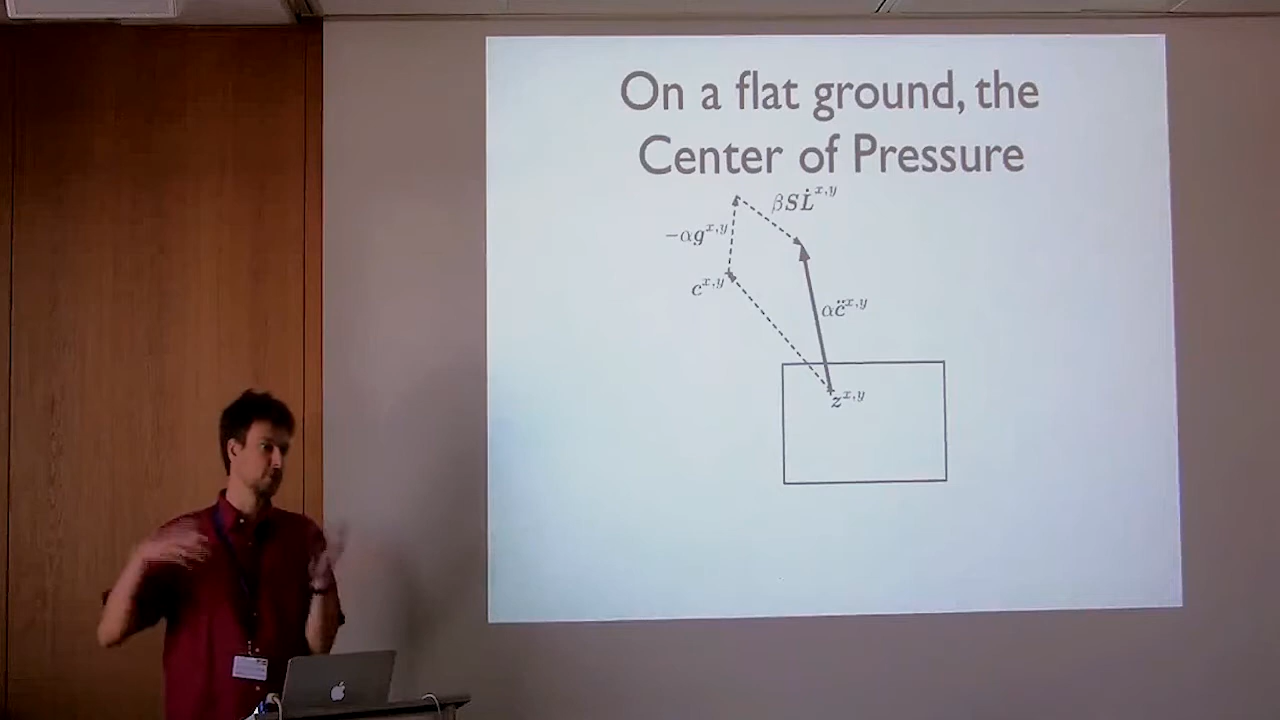 On a flat ground, the
Center of Pressure
βSL̇^{x,y}
−αg^{x,y}
c^{x,y}
αc̈^{x,y}
z^{x,y}